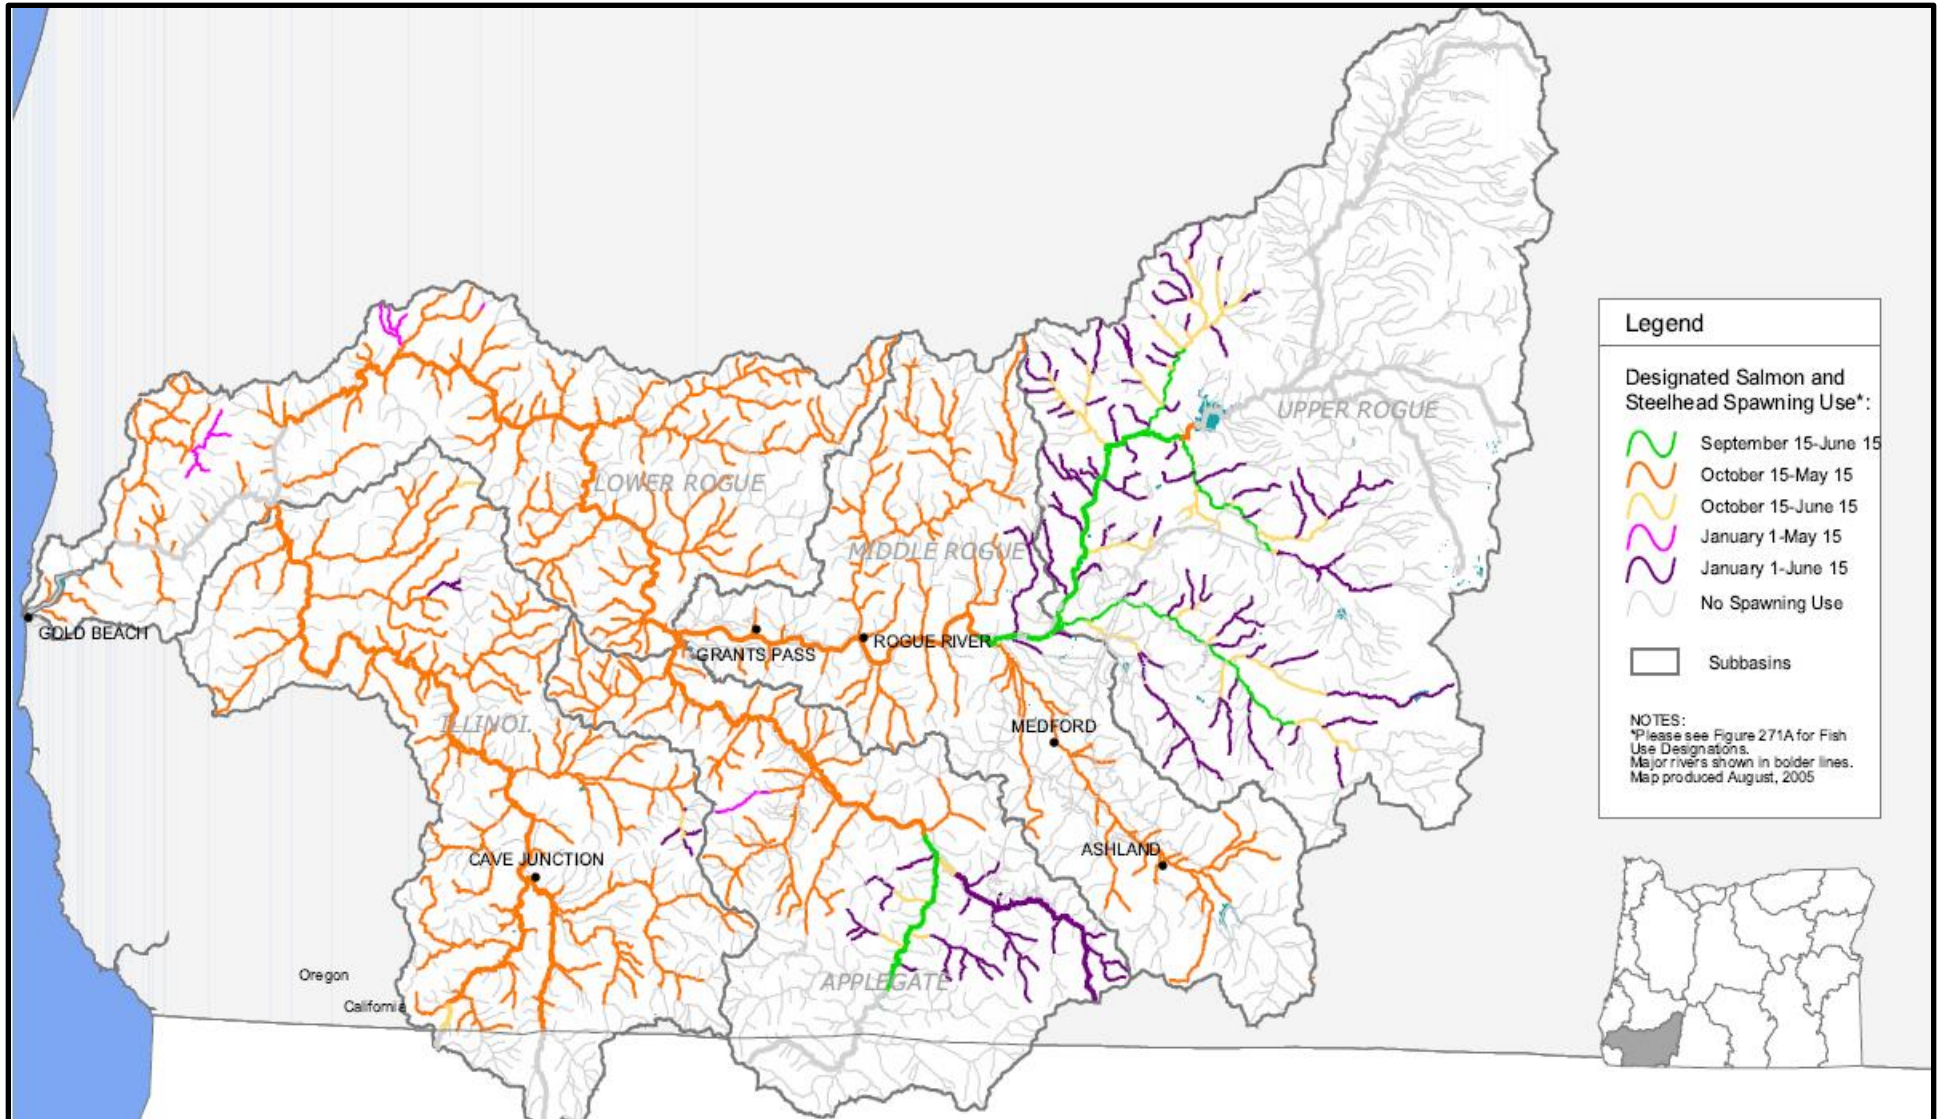 UPPER ROGUE
LOWER ROGUE
MIDDLE ROGUE
GOLD BEACH
ROGUE RIVER
GRANTS PASS
ILLINOI.
MEDFORD
ASHLAND
CAVE JUNCTION
APPLEGATE
Oregon
California
Legend
Designated Salmon and
Steelhead Spawning Use*:
September 15-June 15
October 15-May 15
October 15-June 15
January 1-May 15
January 1-June 15
No Spawning Use
Subbasins
NOTES:
*Please see Figure 271A for Fish
Use Designations.
Major rivers shown in bolder lines.
Map produced August, 2005